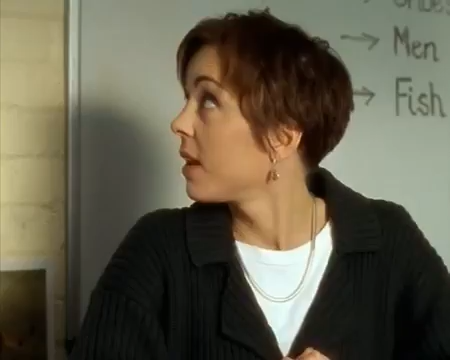 → Men
→ Fish